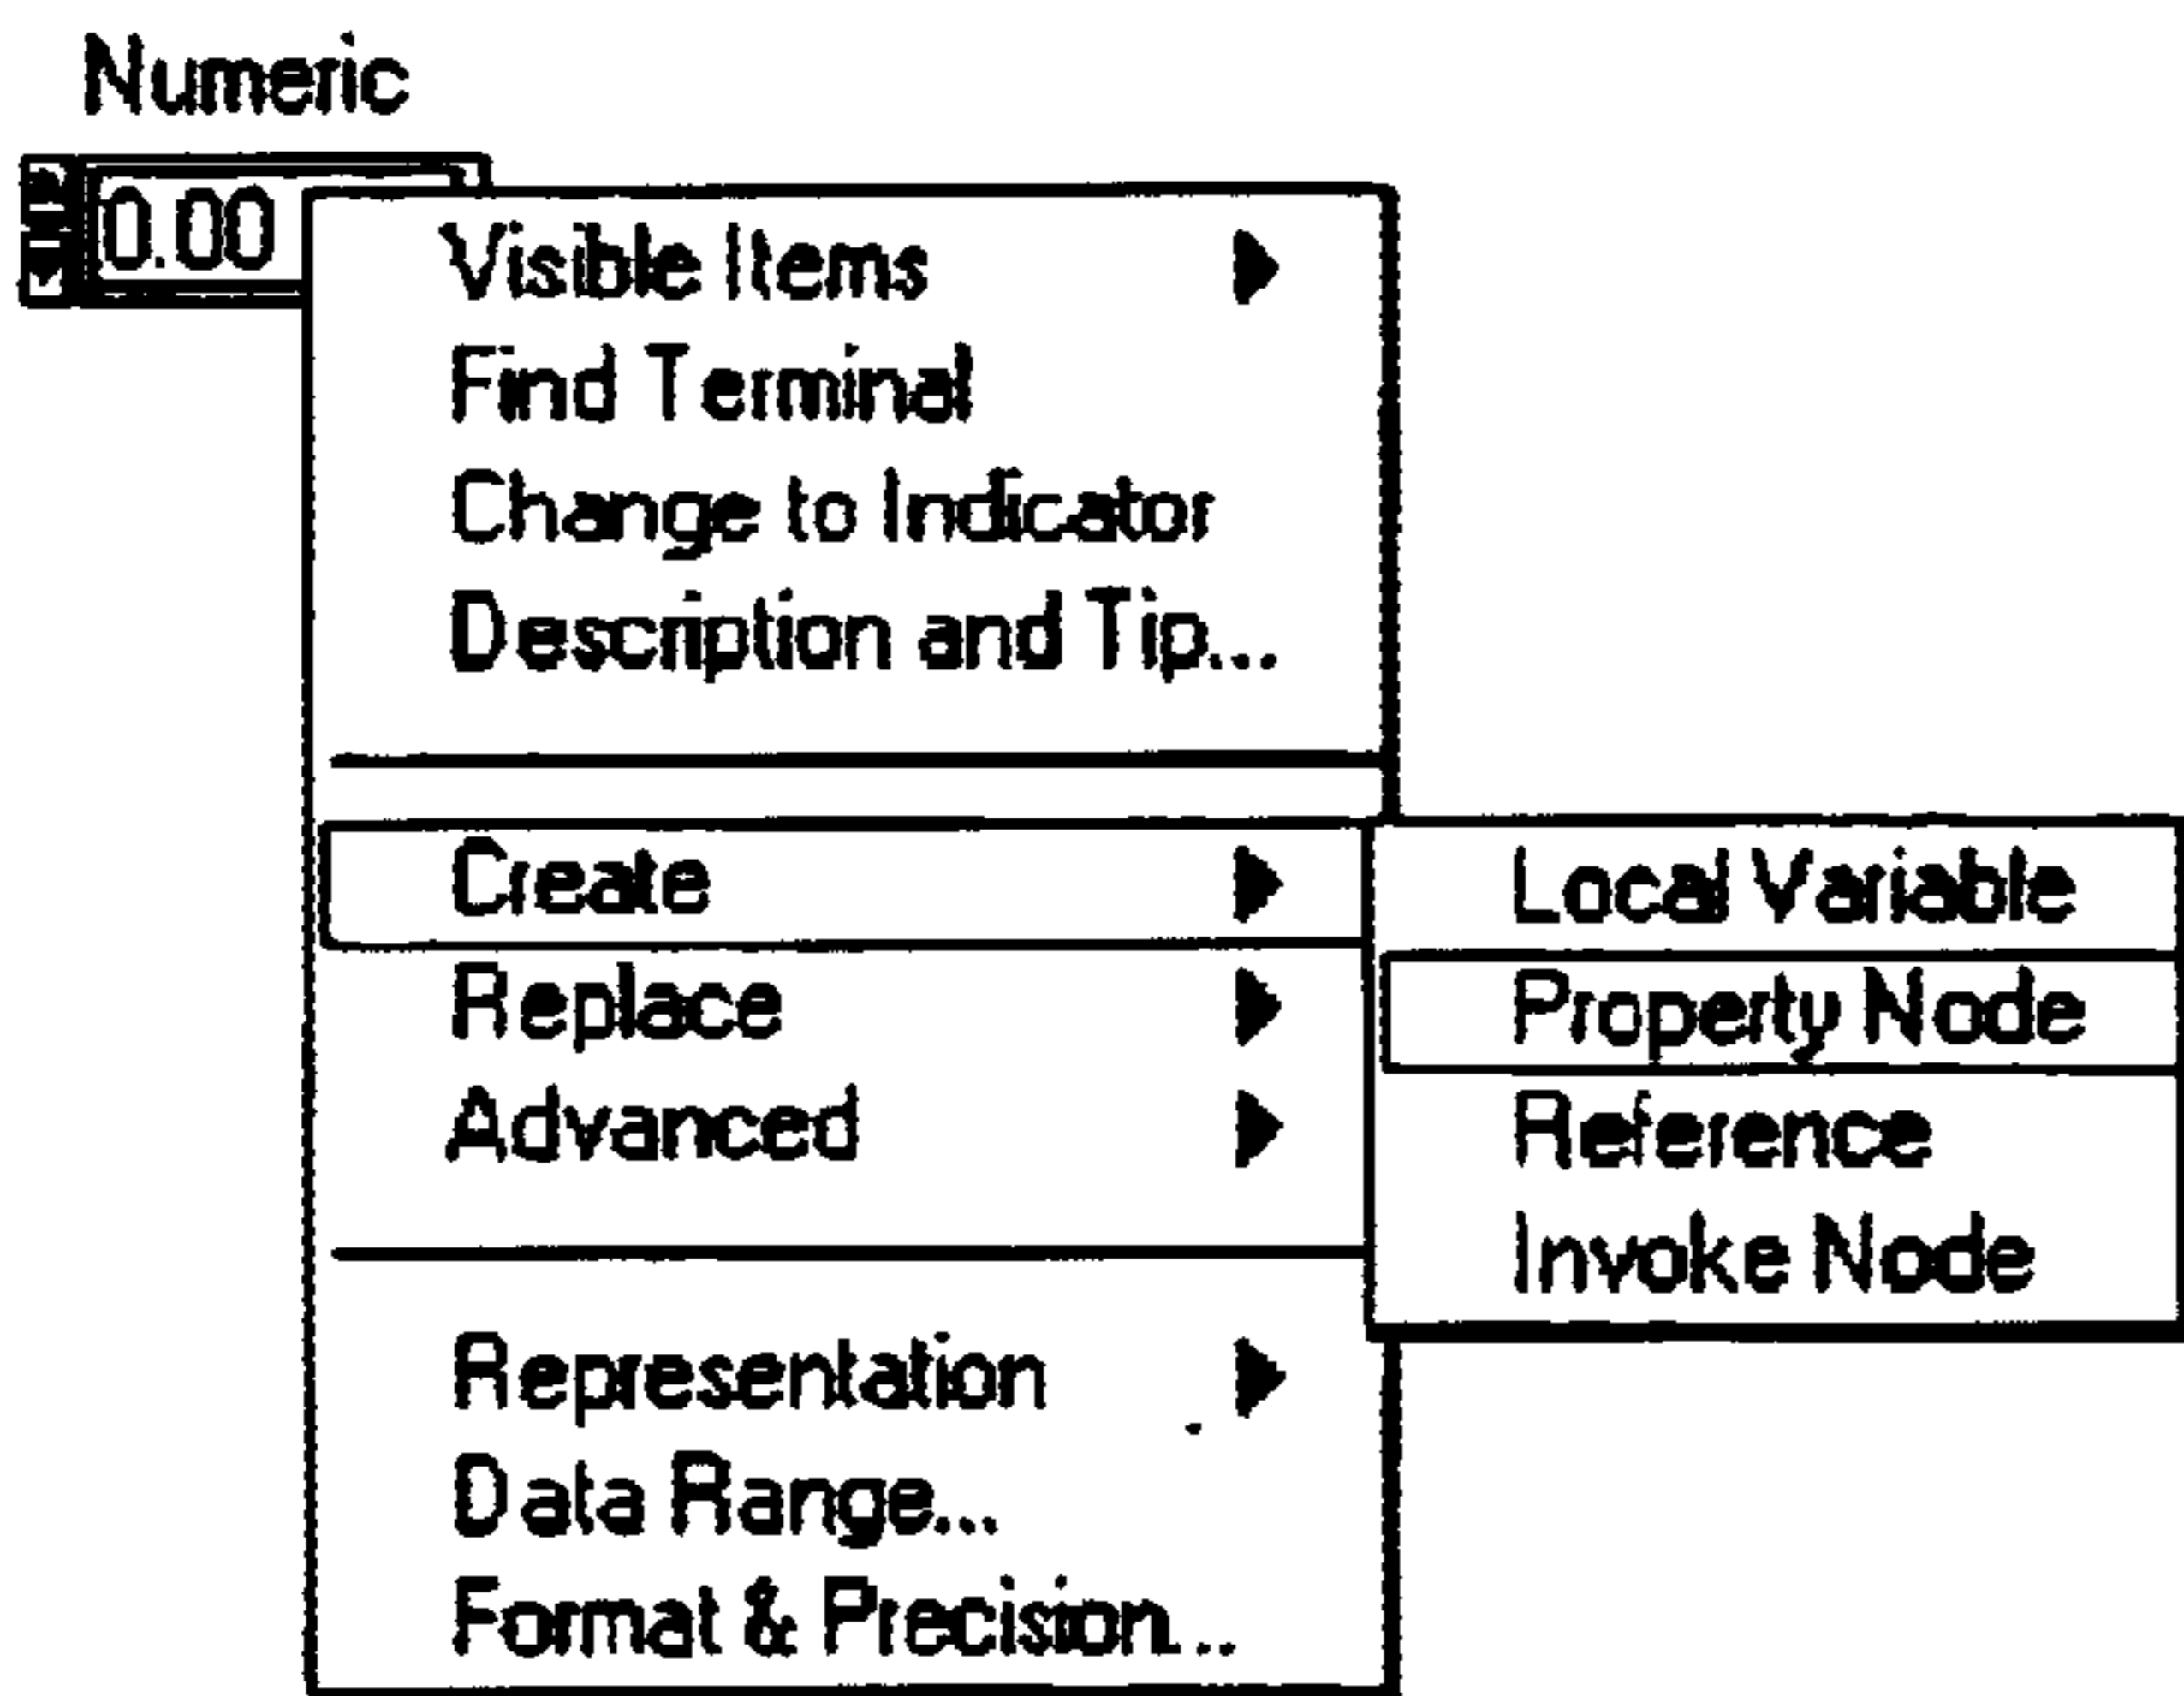 Numeric
0.00
Visible Items
Find Terminal
Change to Indicator
Description and Tip...
Create
Replace
Advanced
Representation
Data Range...
Format & Precision...
Local Variable
Property Node
Reference
Invoke Node